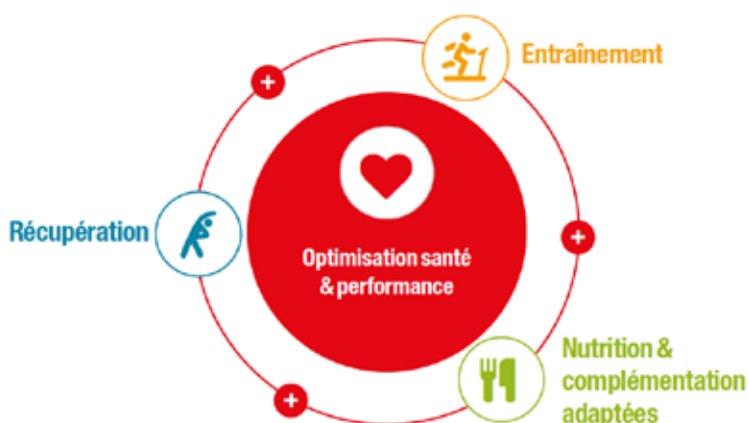 Entraînement
Récupération
Optimisation santé
& performance
Nutrition &
complémentation
adaptées